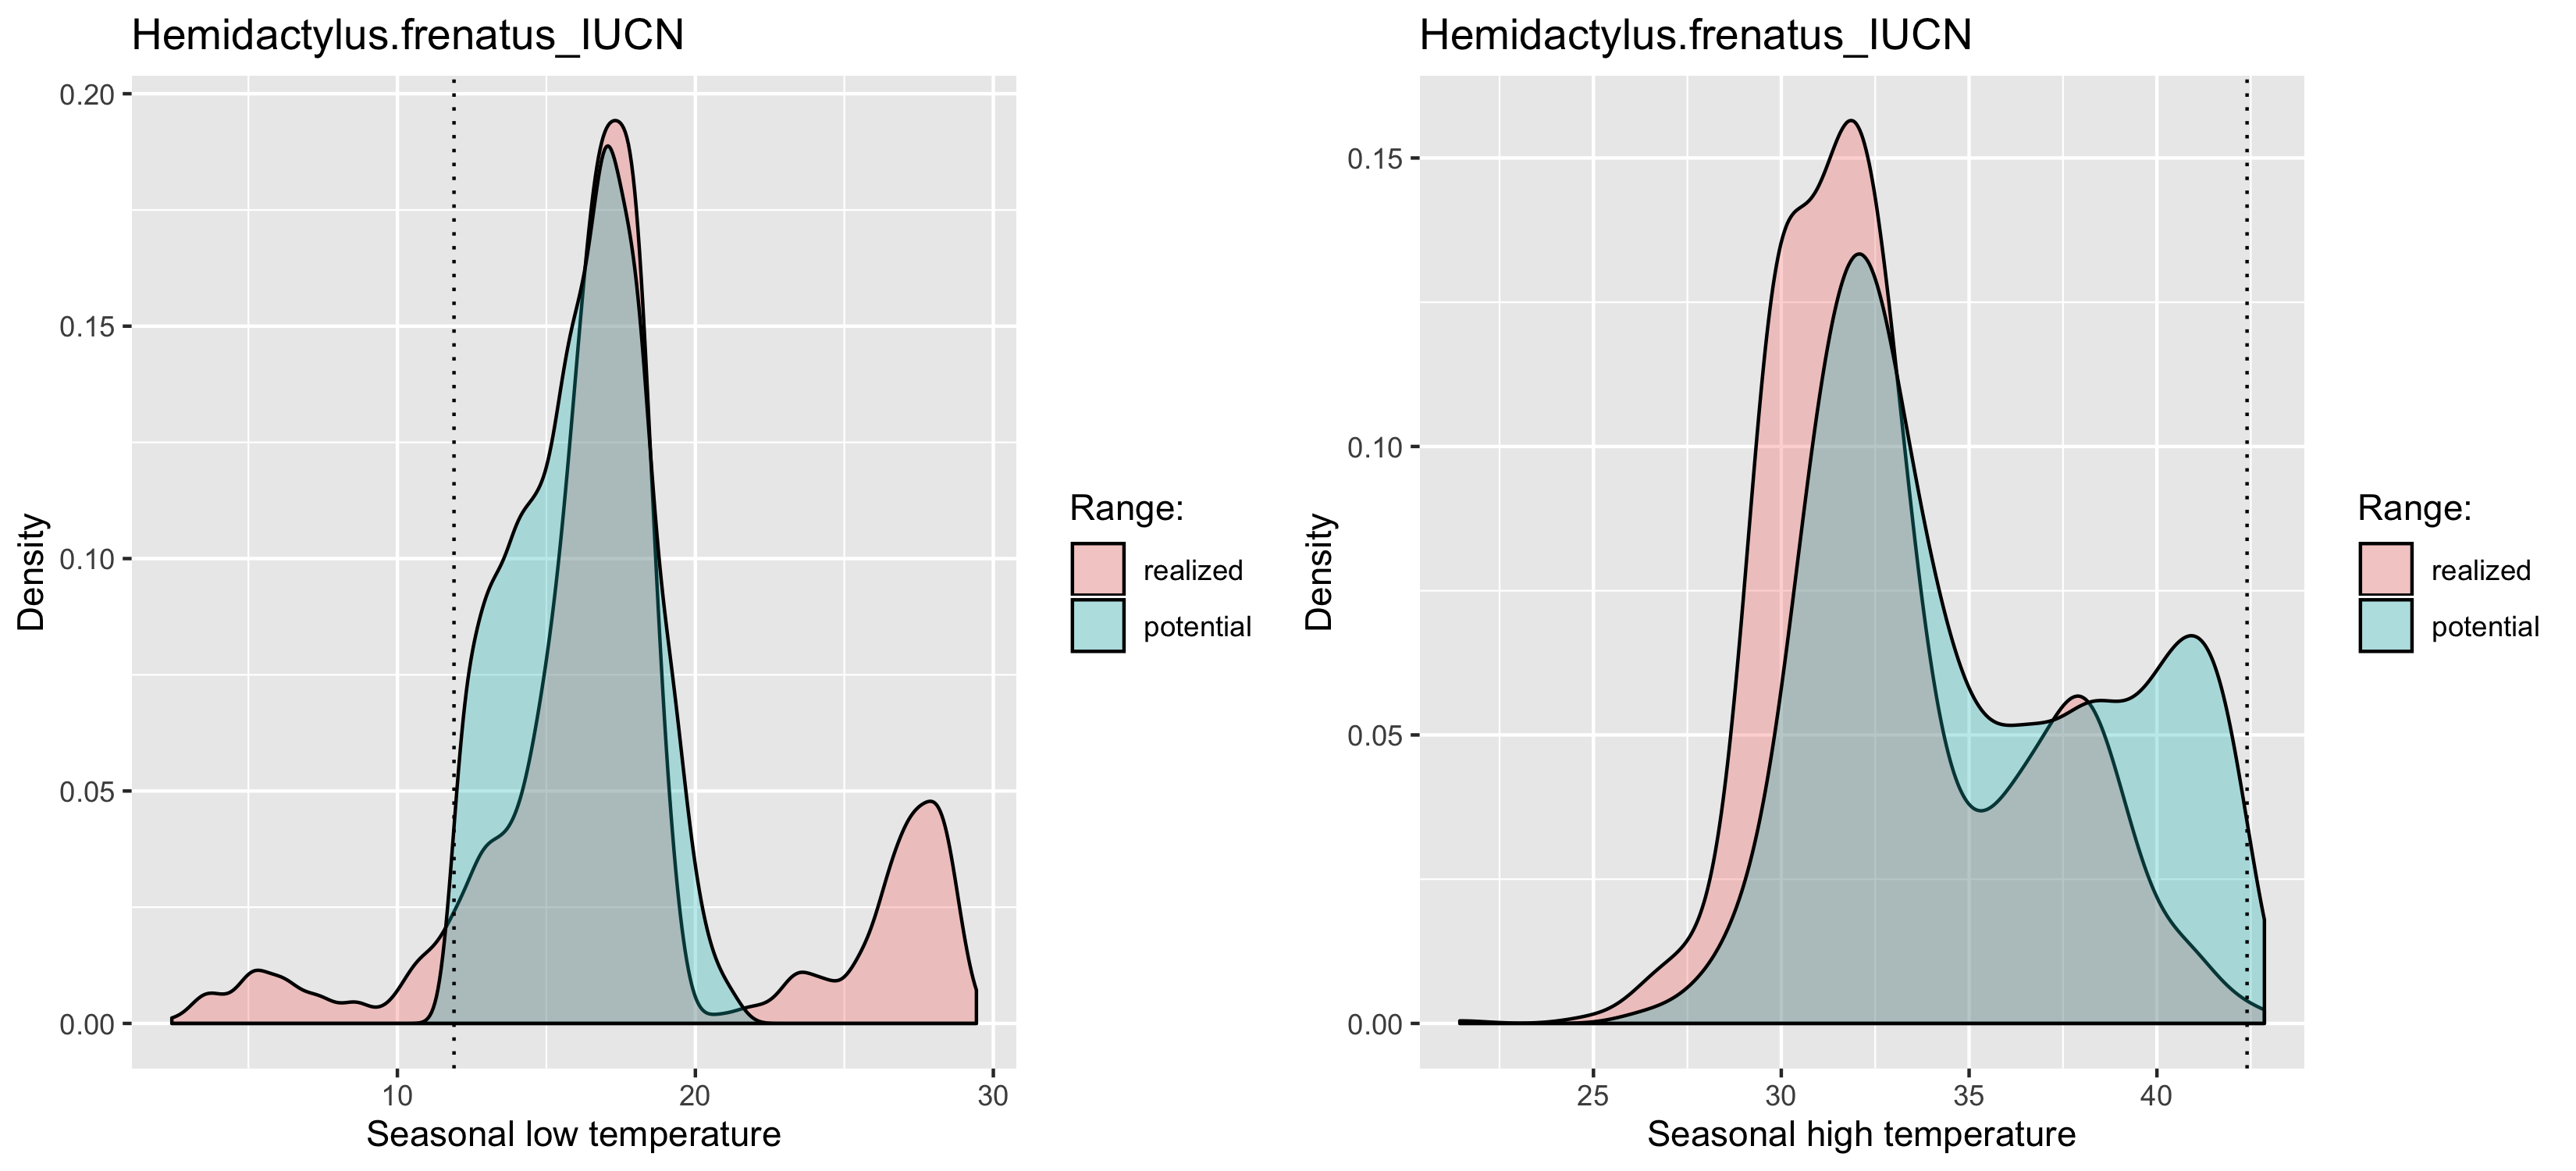 Hemidactylus.frenatus_IUCN
0.20
0.15
0.10
0.05
0.00
Density
10
20
30
Seasonal low temperature
Range:
realized
potential
Hemidactylus.frenatus_IUCN
0.15
0.10
0.05
0.00
Density
25
30
35
40
Seasonal high temperature
Range:
realized
potential